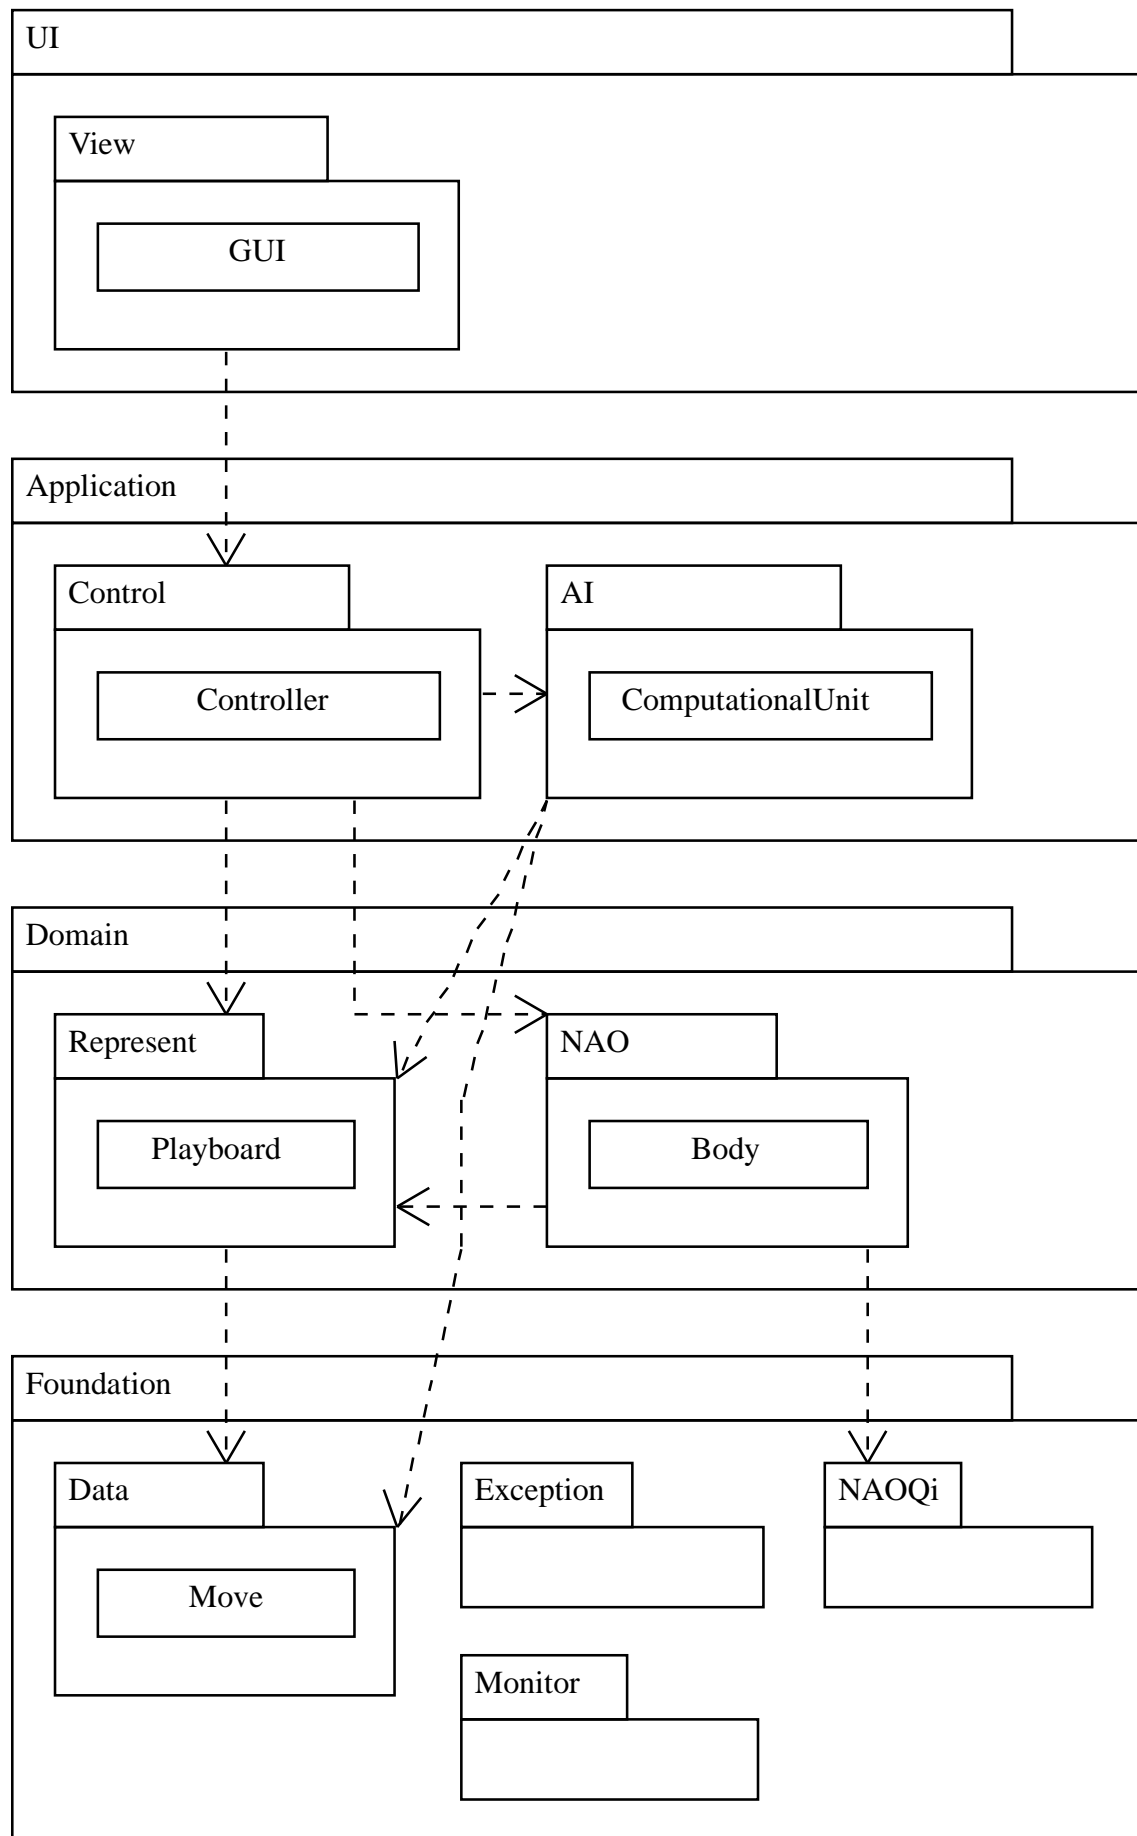 UI
View
GUI
Application
Control
AI
Controller
ComputationalUnit
Domain
Represent
NAO
Playboard
Body
Foundation
Data
Exception
NAOQi
Move
Monitor